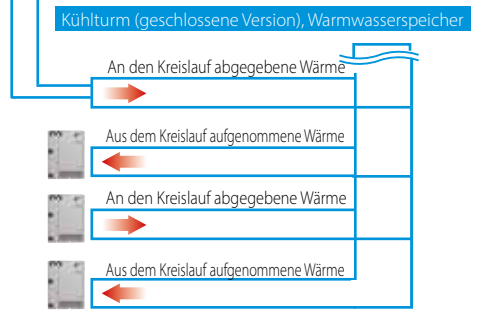 Kühlturm (geschlossene Version), Warmwasserspeicher
An den Kreislauf abgegebene Wärme
Aus dem Kreislauf aufgenommene Wärme
An den Kreislauf abgegebene Wärme
Aus dem Kreislauf aufgenommene Wärme